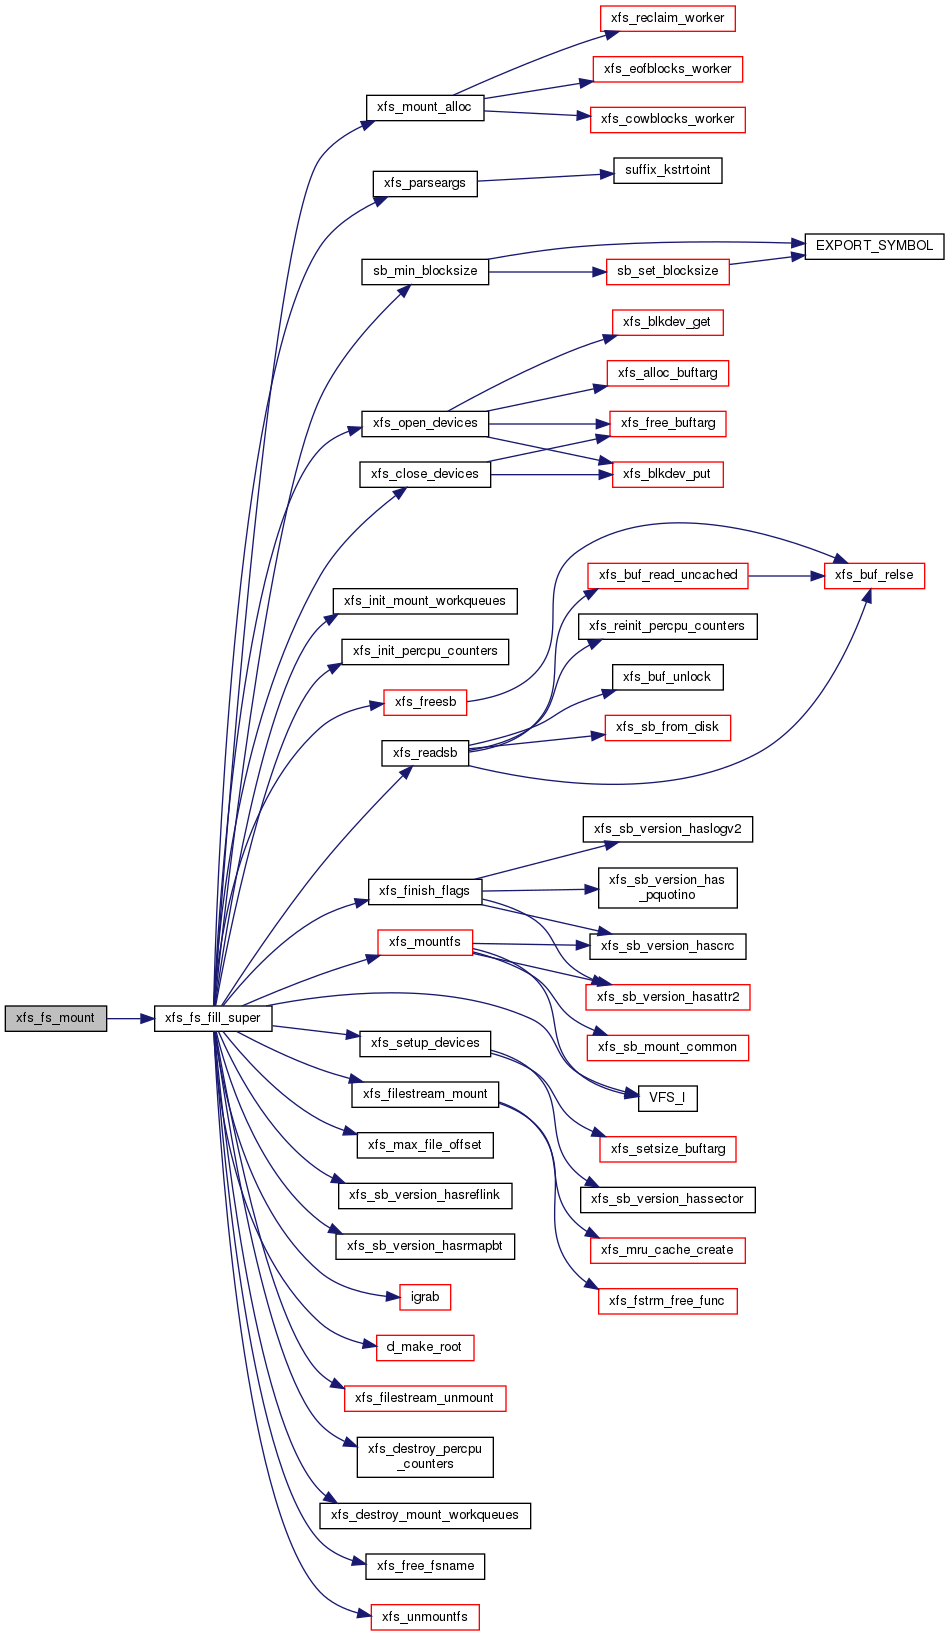 xfs_reclaim_worker
xfs_eofblocks_worker
xfs_mount_alloc
xfs_cowblocks_worker
suffix_kstrtoint
xfs_parseargs
EXPORT_SYMBOL
sb_min_blocksize
sb_set_blocksize
xfs_blkdev_get
xfs_alloc_buftarg
xfs_open_devices
xfs_free_buftarg
xfs_close_devices
xfs_blkdev_put
xfs_buf_read_uncached
xfs_buf_relse
xfs_init_mount_workqueues
xfs_reinit_percpu_counters
xfs_init_percpu_counters
xfs_buf_unlock
xfs_freesb
xfs_sb_from_disk
xfs_readsb
xfs_sb_version_haslogv2
xfs_finish_flags
xfs_sb_version_has
_pquotino
xfs_mountfs
xfs_sb_version_hascrc
xfs_sb_version_hasattr2
xfs_fs_mount
xfs_fs_fill_super
xfs_setup_devices
xfs_sb_mount_common
xfs_filestream_mount
VFS_I
xfs_max_file_offset
xfs_setsize_buftarg
xfs_sb_version_hasreflink
xfs_sb_version_hassector
xfs_sb_version_hasrmapbt
xfs_mru_cache_create
igrab
xfs_fstrm_free_func
d_make_root
xfs_filestream_unmount
xfs_destroy_percpu
_counters
xfs_destroy_mount_workqueues
xfs_free_fsname
xfs_unmountfs